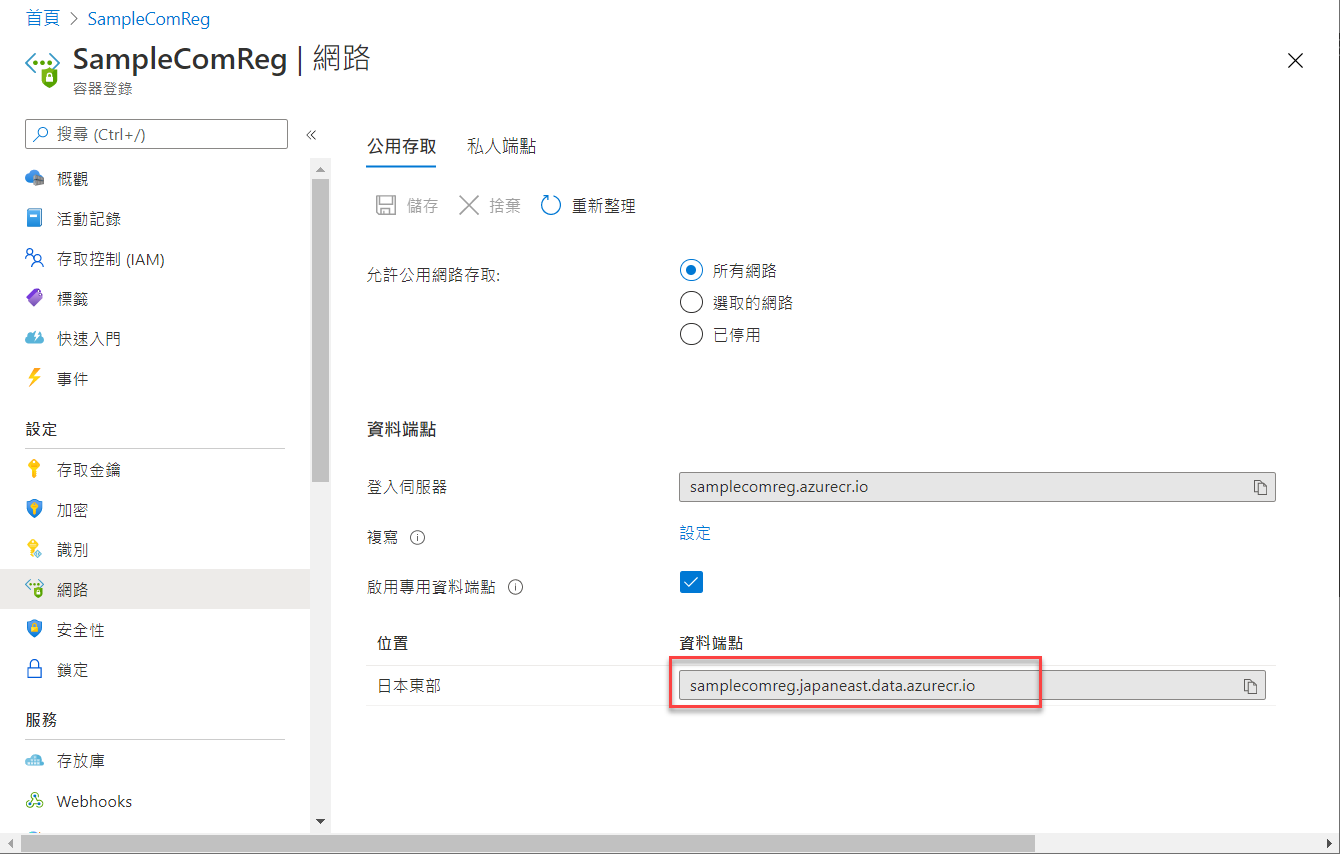 首頁 > SampleComReg
SampleComReg | 網路
容器登錄
搜尋 (Ctrl+/)
概觀
活動記錄
存取控制 (IAM)
標籤
快速入門
事件
設定
存取金鑰
加密
識別
網路
安全性
鎖定
服務
存放庫
Webhooks
公用存取 私人端點
儲存 捨棄 重新整理
允許公用網路存取:
所有網路
選取的網路
已停用
資料端點
登入伺服器 samplecomreg.azurecr.io
複寫 設定
啟用專用資料端點
位置 資料端點
日本東部 samplecomreg.japaneast.data.azurecr.io